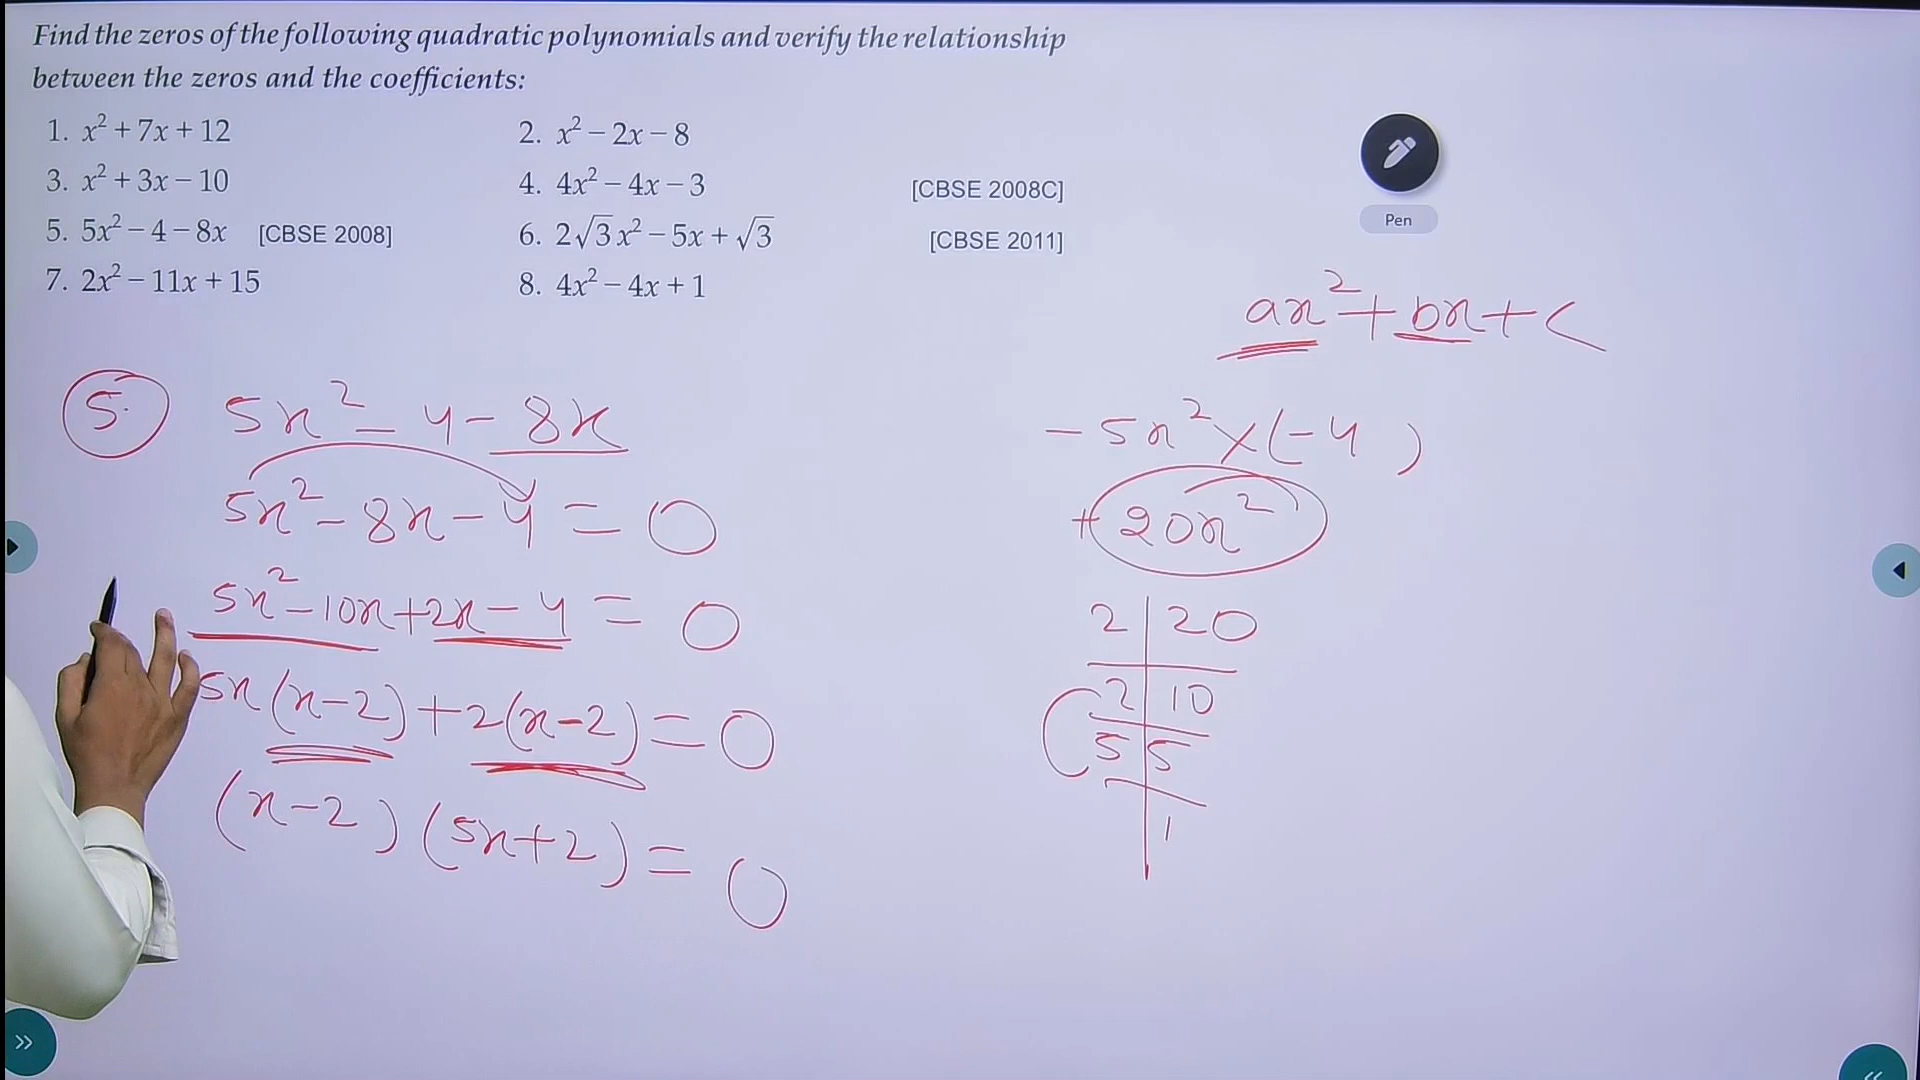 Find the zeros of the following quadratic polynomials and verify the relationship
between the zeros and the coefficients:
1. x² + 7x + 12 2. x² − 2x − 8
3. x² + 3x − 10 4. 4x² − 4x − 3 [CBSE 2008C]
5. 5x² − 4 − 8x [CBSE 2008] 6. 2√3x² − 5x + √3 [CBSE 2011]
7. 2x² − 11x + 15 8. 4x² − 4x + 1
Pen
ax² + bx + c
5. 5x² − 4 − 8x
5x² − 8x − 4 = 0
5x² − 10x + 2x − 4 = 0
5x(x−2) + 2(x−2) = 0
(x−2) (5x+2) = 0
− 5x² × (−4)
+ 20x²
2 | 20
2 | 10
5 | 5
1